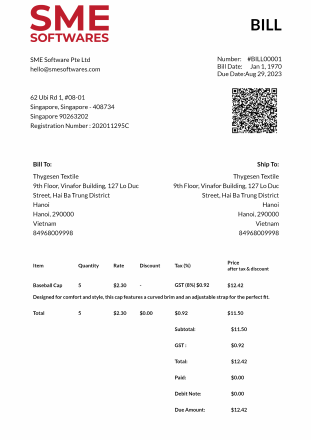 SME
SOFTWARES
BILL
SME Software Pte Ltd
hello@smesoftwares.com
Number: #BILL00001
Bill Date: Jan 1, 1970
Due Date:Aug 29, 2023
62 Ubi Rd 1, #08-01
Singapore, Singapore - 408734
Singapore 90263202
Registration Number : 202011295C
Bill To:
Thygesen Textile
9th Floor, Vinafor Building, 127 Lo Duc
Street, Hai Ba Trung District
Hanoi
Hanoi, 290000
Vietnam
84968009998
Ship To:
Thygesen Textile
9th Floor, Vinafor Building, 127 Lo Duc
Street, Hai Ba Trung District
Hanoi
Hanoi, 290000
Vietnam
84968009998
Item Quantity Rate Discount Tax (%) Price
after tax & discount
Baseball Cap 5 $2.30 - GST (8%) $0.92 $12.42
Designed for comfort and style, this cap features a curved brim and an adjustable strap for the perfect fit.
Total 5 $2.30 $0.00 $0.92 $11.50
Subtotal: $11.50
GST : $0.92
Total: $12.42
Paid: $0.00
Debit Note: $0.00
Due Amount: $12.42